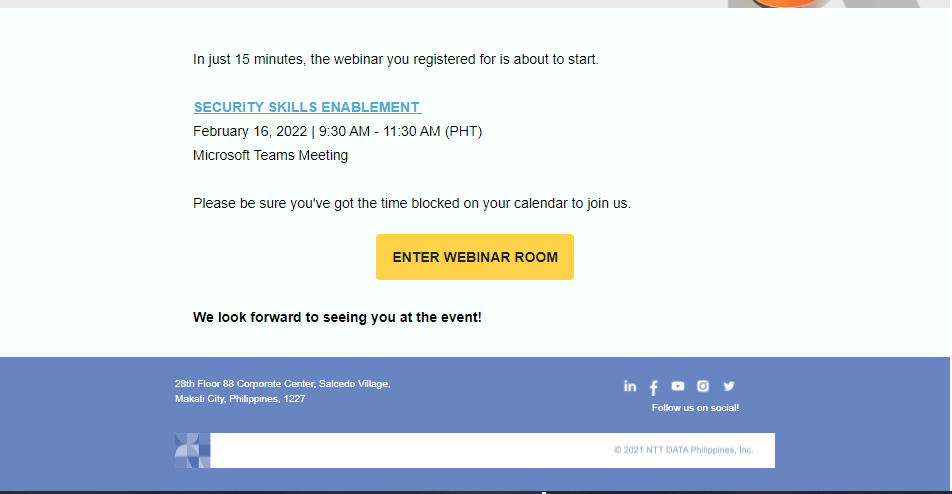 In just 15 minutes, the webinar you registered for is about to start.
SECURITY SKILLS ENABLEMENT
February 16, 2022 | 9:30 AM - 11:30 AM (PHT)
Microsoft Teams Meeting
Please be sure you've got the time blocked on your calendar to join us.
ENTER WEBINAR ROOM
We look forward to seeing you at the event!
28th Floor 88 Corporate Center, Salcedo Village,
Makati City, Philippines, 1227
Follow us on social!
© 2021 NTT DATA Philippines, Inc.